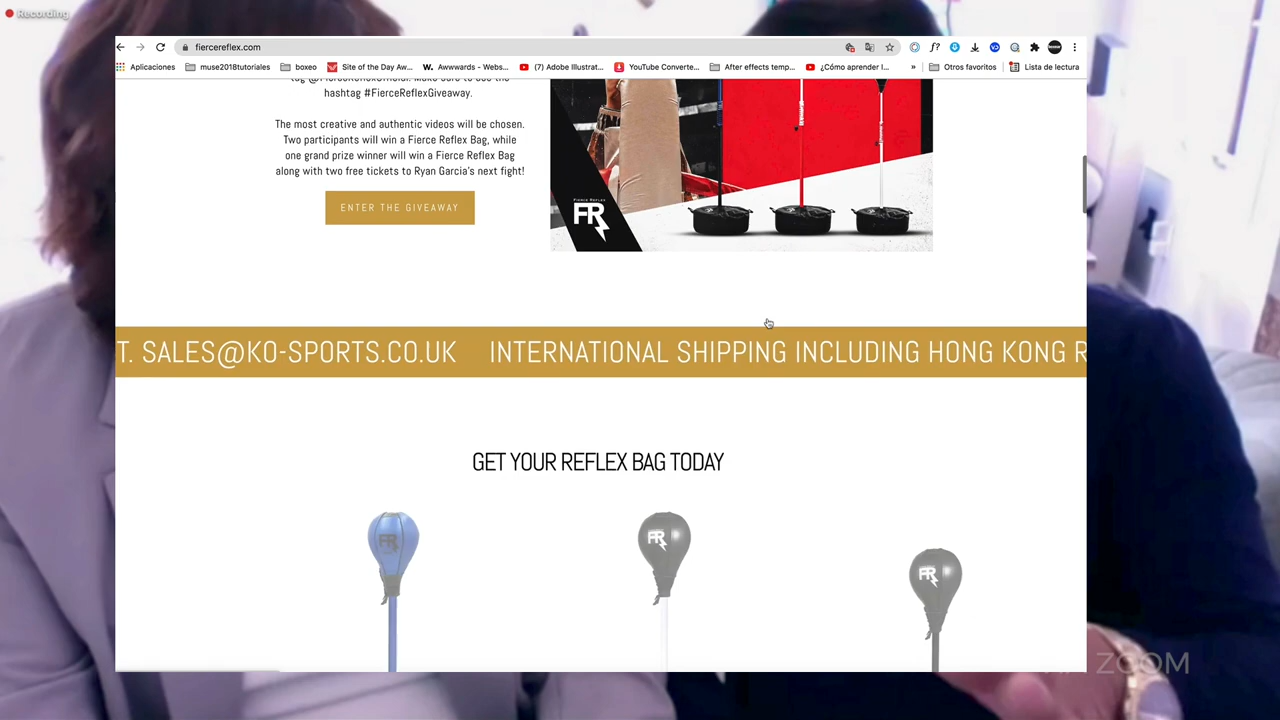 Recording
fiercereflex.com
Aplicaciones
muse2018tutoriales
boxeo
Site of the Day Aw...
Awwwards - Webs...
(7) Adobe Illustrat...
YouTube Converte...
After effects temp...
¿Cómo aprender I...
»
Otros favoritos
Lista de lectura
hashtag #FierceReflexGiveaway.
The most creative and authentic videos will be chosen.
Two participants will win a Fierce Reflex Bag, while
one grand prize winner will win a Fierce Reflex Bag
along with two free tickets to Ryan Garcia's next fight!
ENTER THE GIVEAWAY
FIERCE REFLEX
FR
T. SALES@KO-SPORTS.CO.UK INTERNATIONAL SHIPPING INCLUDING HONG KONG R
GET YOUR REFLEX BAG TODAY
FR
FR
FR
ZOOM